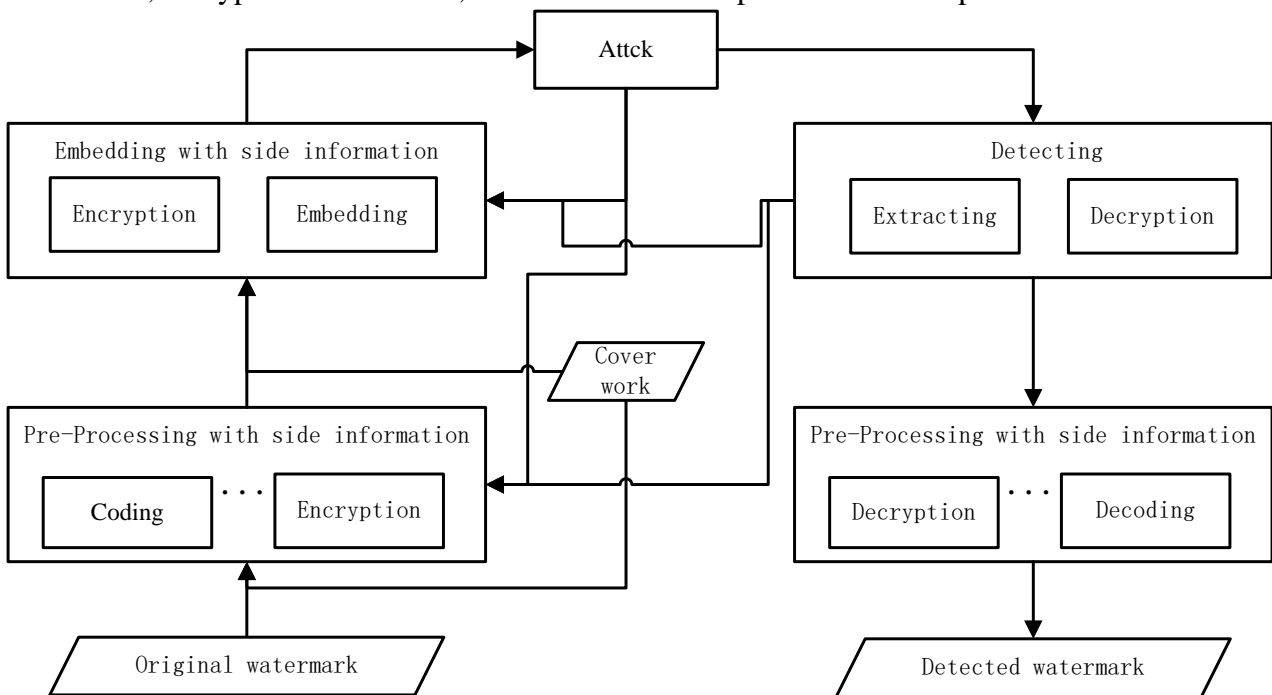 Attck
Embedding with side information
Encryption
Embedding
Detecting
Extracting
Decryption
Cover
work
Pre-Processing with side information
Coding
...
Encryption
Pre-Processing with side information
Decryption
...
Decoding
Original watermark
Detected watermark